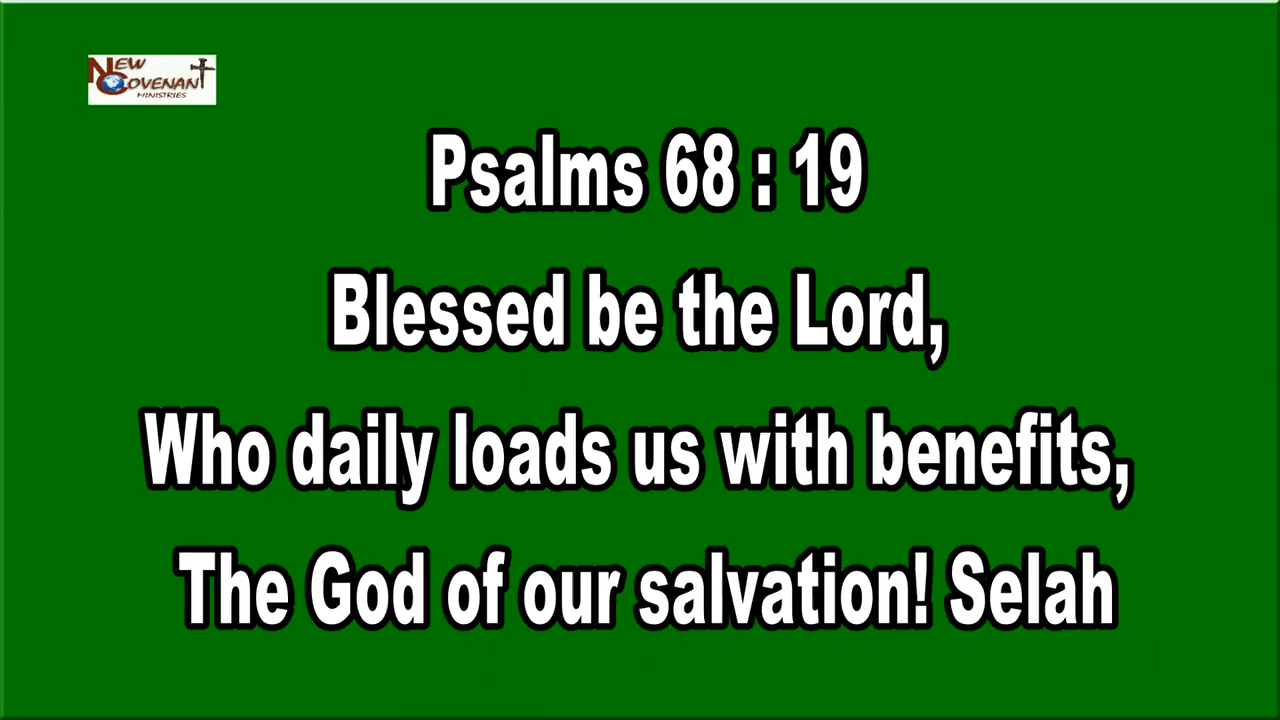 NEW
COVENANT
MINISTRIES
Psalms 68 : 19
Blessed be the Lord,
Who daily loads us with benefits,
The God of our salvation! Selah